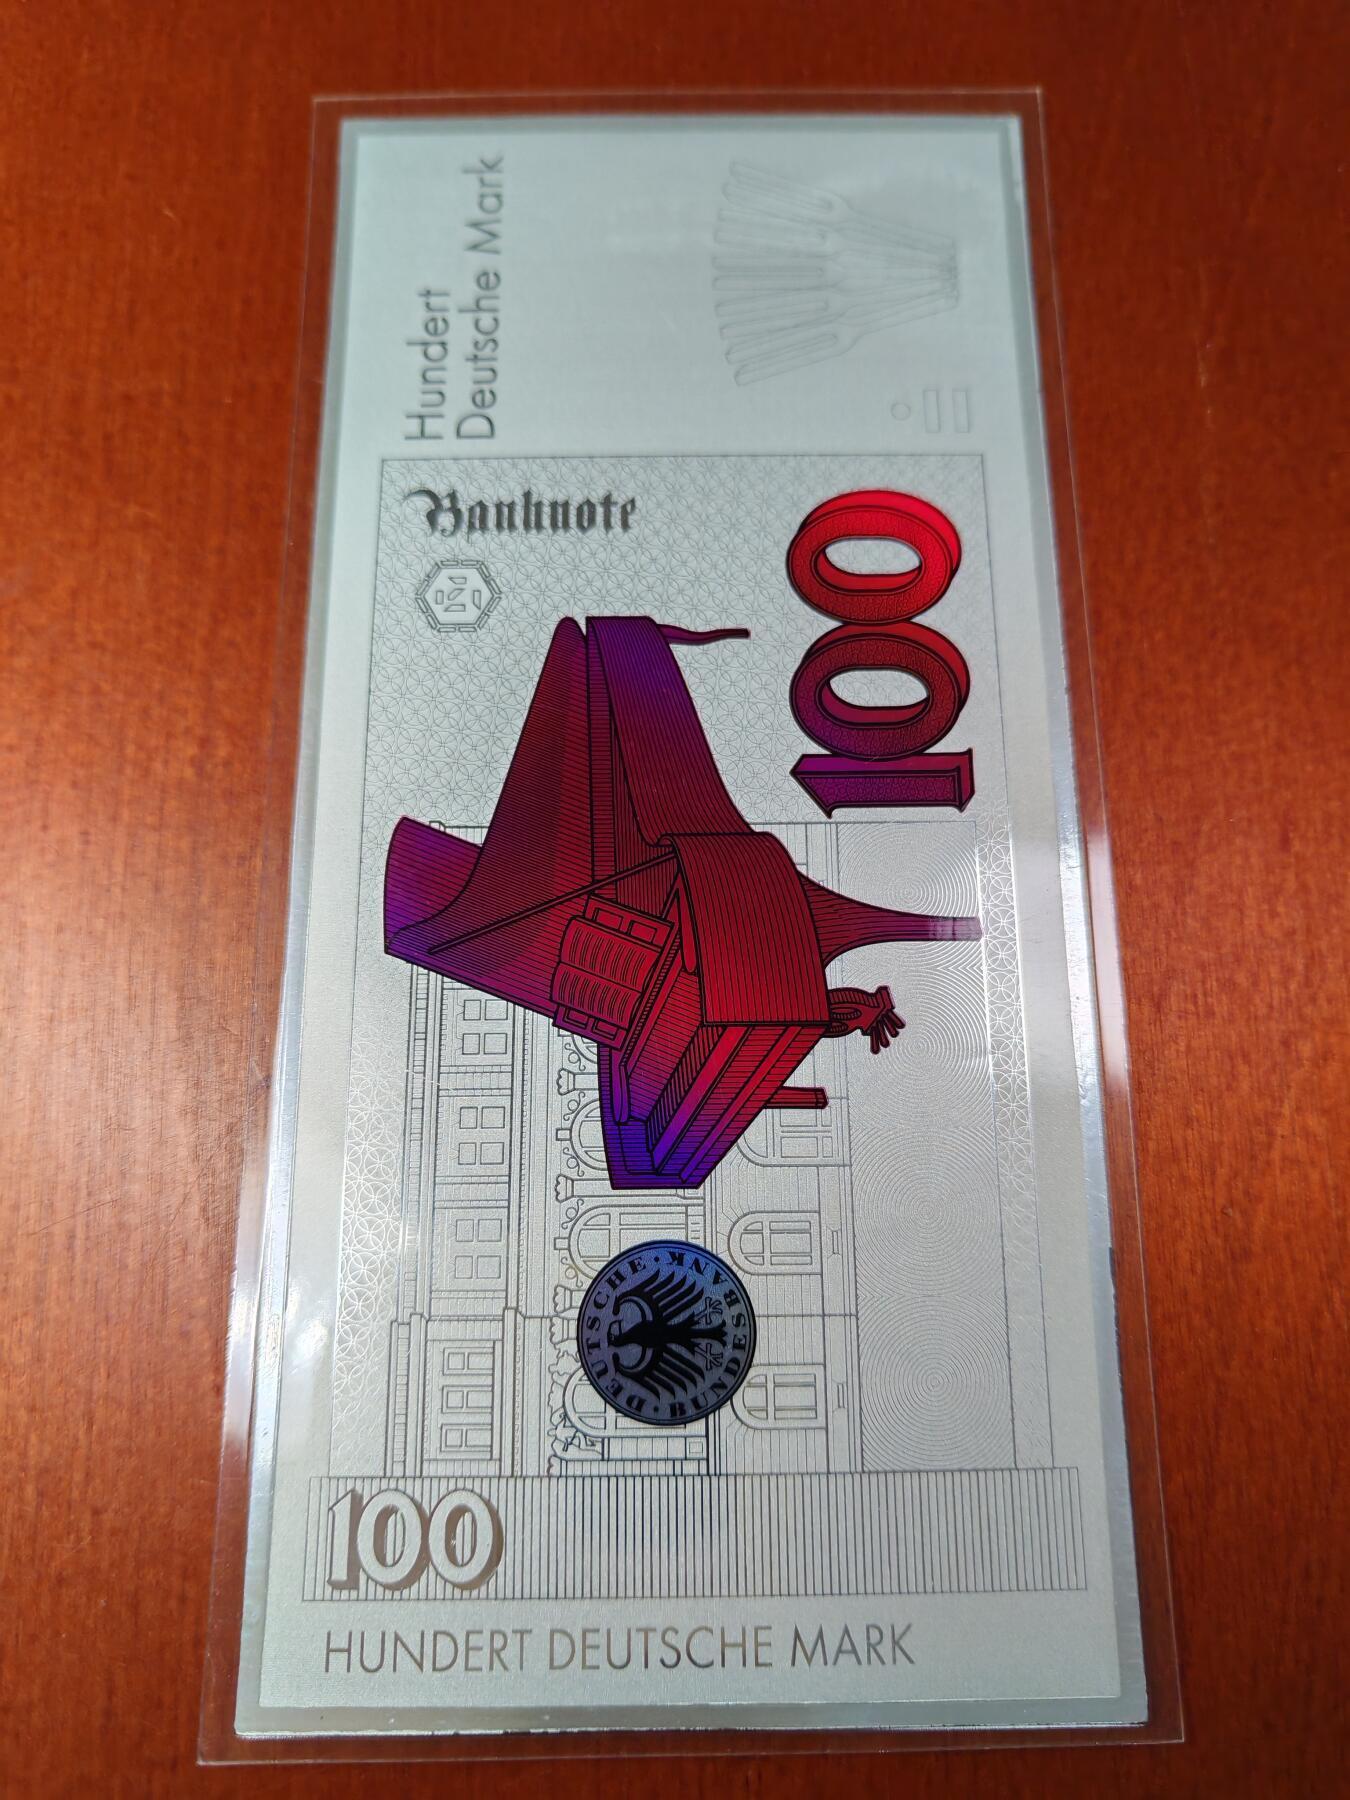 Hundert
Deutsche Mark
Banknote
100
DEUTSCHE · BUNDESBANK ·
100
HUNDERT DEUTSCHE MARK